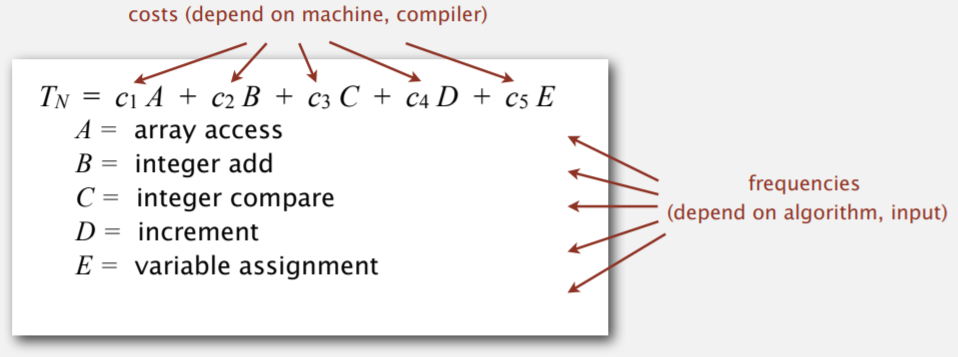 costs (depend on machine, compiler)
T_N = c_1 A + c_2 B + c_3 C + c_4 D + c_5 E
A = array access
B = integer add
C = integer compare
D = increment
E = variable assignment
frequencies
(depend on algorithm, input)